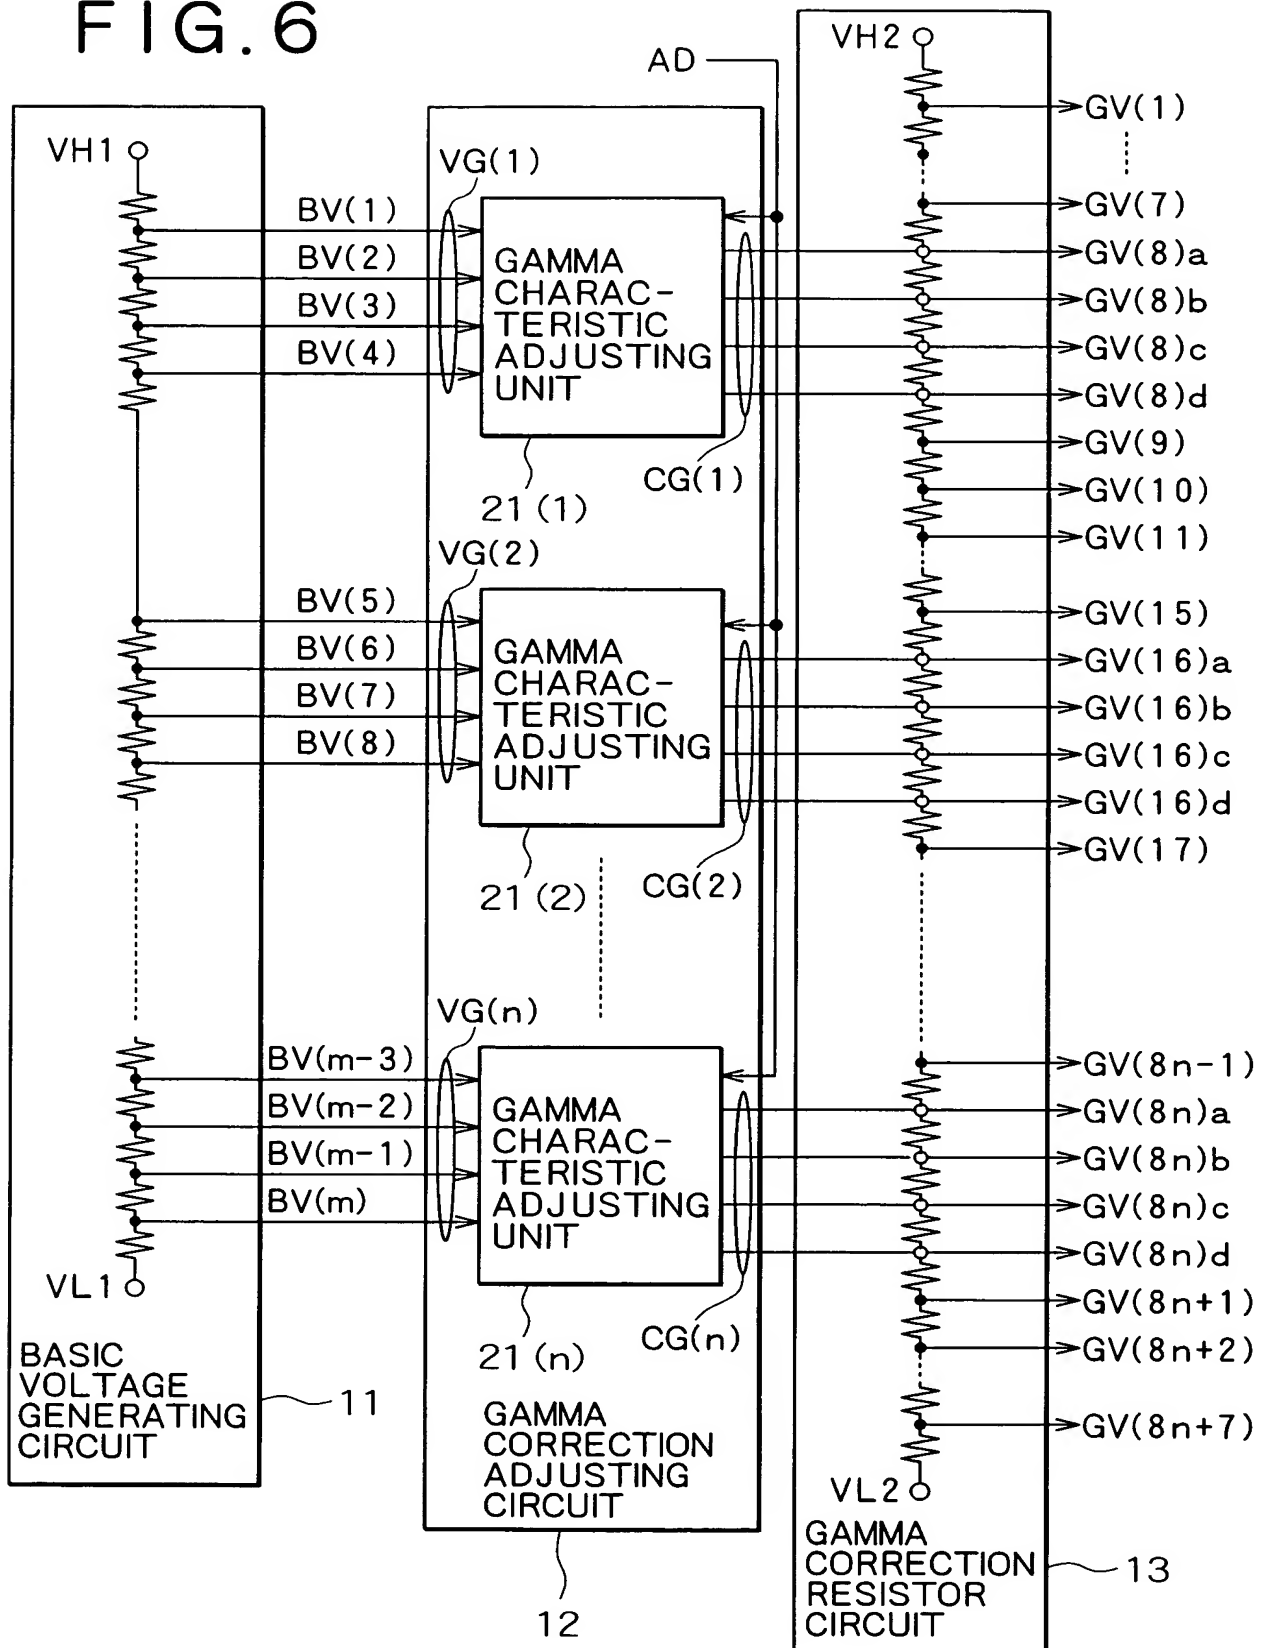 FIG.6
VH1
BV(1)
BV(2)
BV(3)
BV(4)
BV(5)
BV(6)
BV(7)
BV(8)
BV(m-3)
BV(m-2)
BV(m-1)
BV(m)
VL1
BASIC
VOLTAGE
GENERATING
CIRCUIT
11
AD
VG(1)
GAMMA
CHARAC-
TERISTIC
ADJUSTING
UNIT
CG(1)
21(1)
VG(2)
GAMMA
CHARAC-
TERISTIC
ADJUSTING
UNIT
CG(2)
21(2)
VG(n)
GAMMA
CHARAC-
TERISTIC
ADJUSTING
UNIT
CG(n)
21(n)
GAMMA
CORRECTION
ADJUSTING
CIRCUIT
12
VH2
GV(1)
GV(7)
GV(8)a
GV(8)b
GV(8)c
GV(8)d
GV(9)
GV(10)
GV(11)
GV(15)
GV(16)a
GV(16)b
GV(16)c
GV(16)d
GV(17)
GV(8n-1)
GV(8n)a
GV(8n)b
GV(8n)c
GV(8n)d
GV(8n+1)
GV(8n+2)
GV(8n+7)
VL2
GAMMA
CORRECTION
RESISTOR
CIRCUIT
13